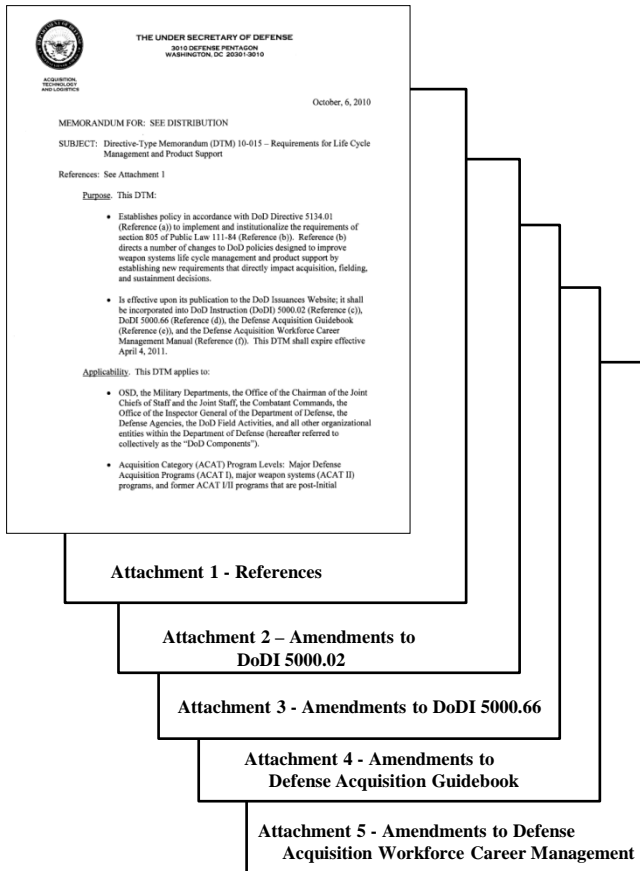 THE UNDER SECRETARY OF DEFENSE
3010 DEFENSE PENTAGON
WASHINGTON, DC 20301-3010
ACQUISITION,
TECHNOLOGY
AND LOGISTICS
October, 6, 2010
MEMORANDUM FOR: SEE DISTRIBUTION
SUBJECT: Directive-Type Memorandum (DTM) 10-015 – Requirements for Life Cycle
Management and Product Support
References: See Attachment 1
Purpose. This DTM:
• Establishes policy in accordance with DoD Directive 5134.01
(Reference (a)) to implement and institutionalize the requirements of
section 805 of Public Law 111-84 (Reference (b)). Reference (b)
directs a number of changes to DoD policies designed to improve
weapon systems life cycle management and product support by
establishing new requirements that directly impact acquisition, fielding,
and sustainment decisions.
• Is effective upon its publication to the DoD Issuances Website; it shall
be incorporated into DoD Instruction (DoDI) 5000.02 (Reference (c)),
DoDI 5000.66 (Reference (d)), the Defense Acquisition Guidebook
(Reference (e)), and the Defense Acquisition Workforce Career
Management Manual (Reference (f)). This DTM shall expire effective
April 4, 2011.
Applicability. This DTM applies to:
• OSD, the Military Departments, the Office of the Chairman of the Joint
Chiefs of Staff and the Joint Staff, the Combatant Commands, the
Office of the Inspector General of the Department of Defense, the
Defense Agencies, the DoD Field Activities, and all other organizational
entities within the Department of Defense (hereafter referred to
collectively as the “DoD Components”).
• Acquisition Category (ACAT) Program Levels: Major Defense
Acquisition Programs (ACAT I), major weapon systems (ACAT II)
programs, and former ACAT I/II programs that are post-Initial
Attachment 1 - References
Attachment 2 – Amendments to
DoDI 5000.02
Attachment 3 - Amendments to DoDI 5000.66
Attachment 4 - Amendments to
Defense Acquisition Guidebook
Attachment 5 - Amendments to Defense
Acquisition Workforce Career Management